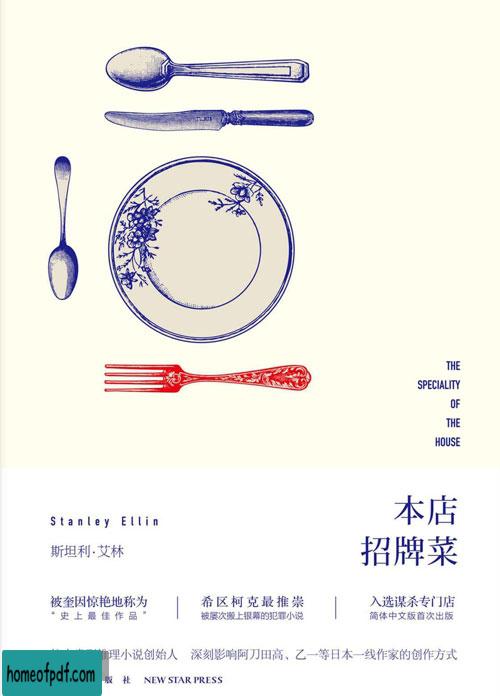 THE
SPECIALITY
OF
THE
HOUSE
Stanley Ellin
斯坦利·艾林
本店
招牌菜
被奎因惊艳地称为
“史上最佳作品”
希区柯克最推崇
被屡次搬上银幕的犯罪小说
入选谋杀专门店
简体中文版首次出版
理小说创始人 深刻影响阿刀田高、乙一等日本一线作家的创作方式
版 社 NEW STAR PRESS
homeofpdf.com